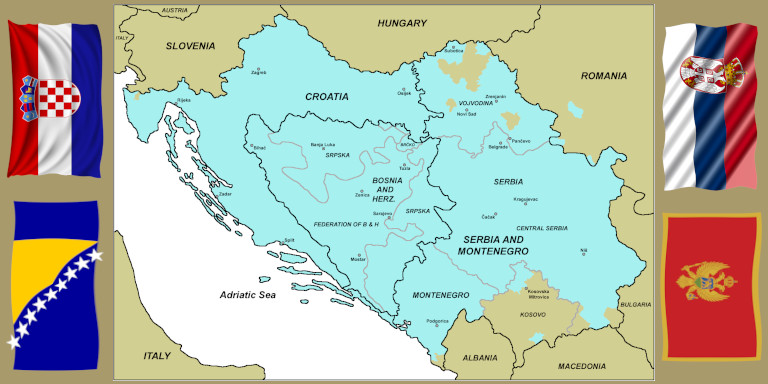 AUSTRIA
HUNGARY
ITALY
SLOVENIA
Subotica
ROMANIA
Zagreb
CROATIA
Osijek
Zrenjanin
VOJVODINA
Rijeka
Novi Sad
Pančevo
Bihać
Banja Luka
BRČKO
Belgrade
SRPSKA
Tuzla
BOSNIA
AND
HERZ.
SERBIA
Zadar
Zenica
Kragujevac
Sarajevo
SRPSKA
Čačak
FEDERATION OF B & H
CENTRAL SERBIA
Split
SERBIA AND
MONTENEGRO
Niš
Mostar
Adriatic Sea
MONTENEGRO
Kosovska
Mitrovica
BULGARIA
KOSOVO
Podgorica
ITALY
ALBANIA
MACEDONIA